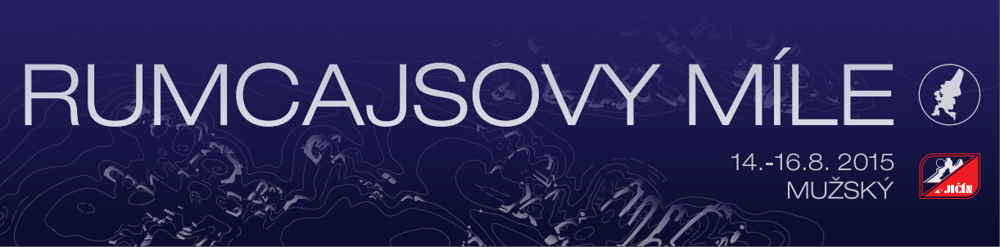 RUMCAJSOVY MÍLE
14.-16.8. 2015
MUŽSKÝ
JIČÍN